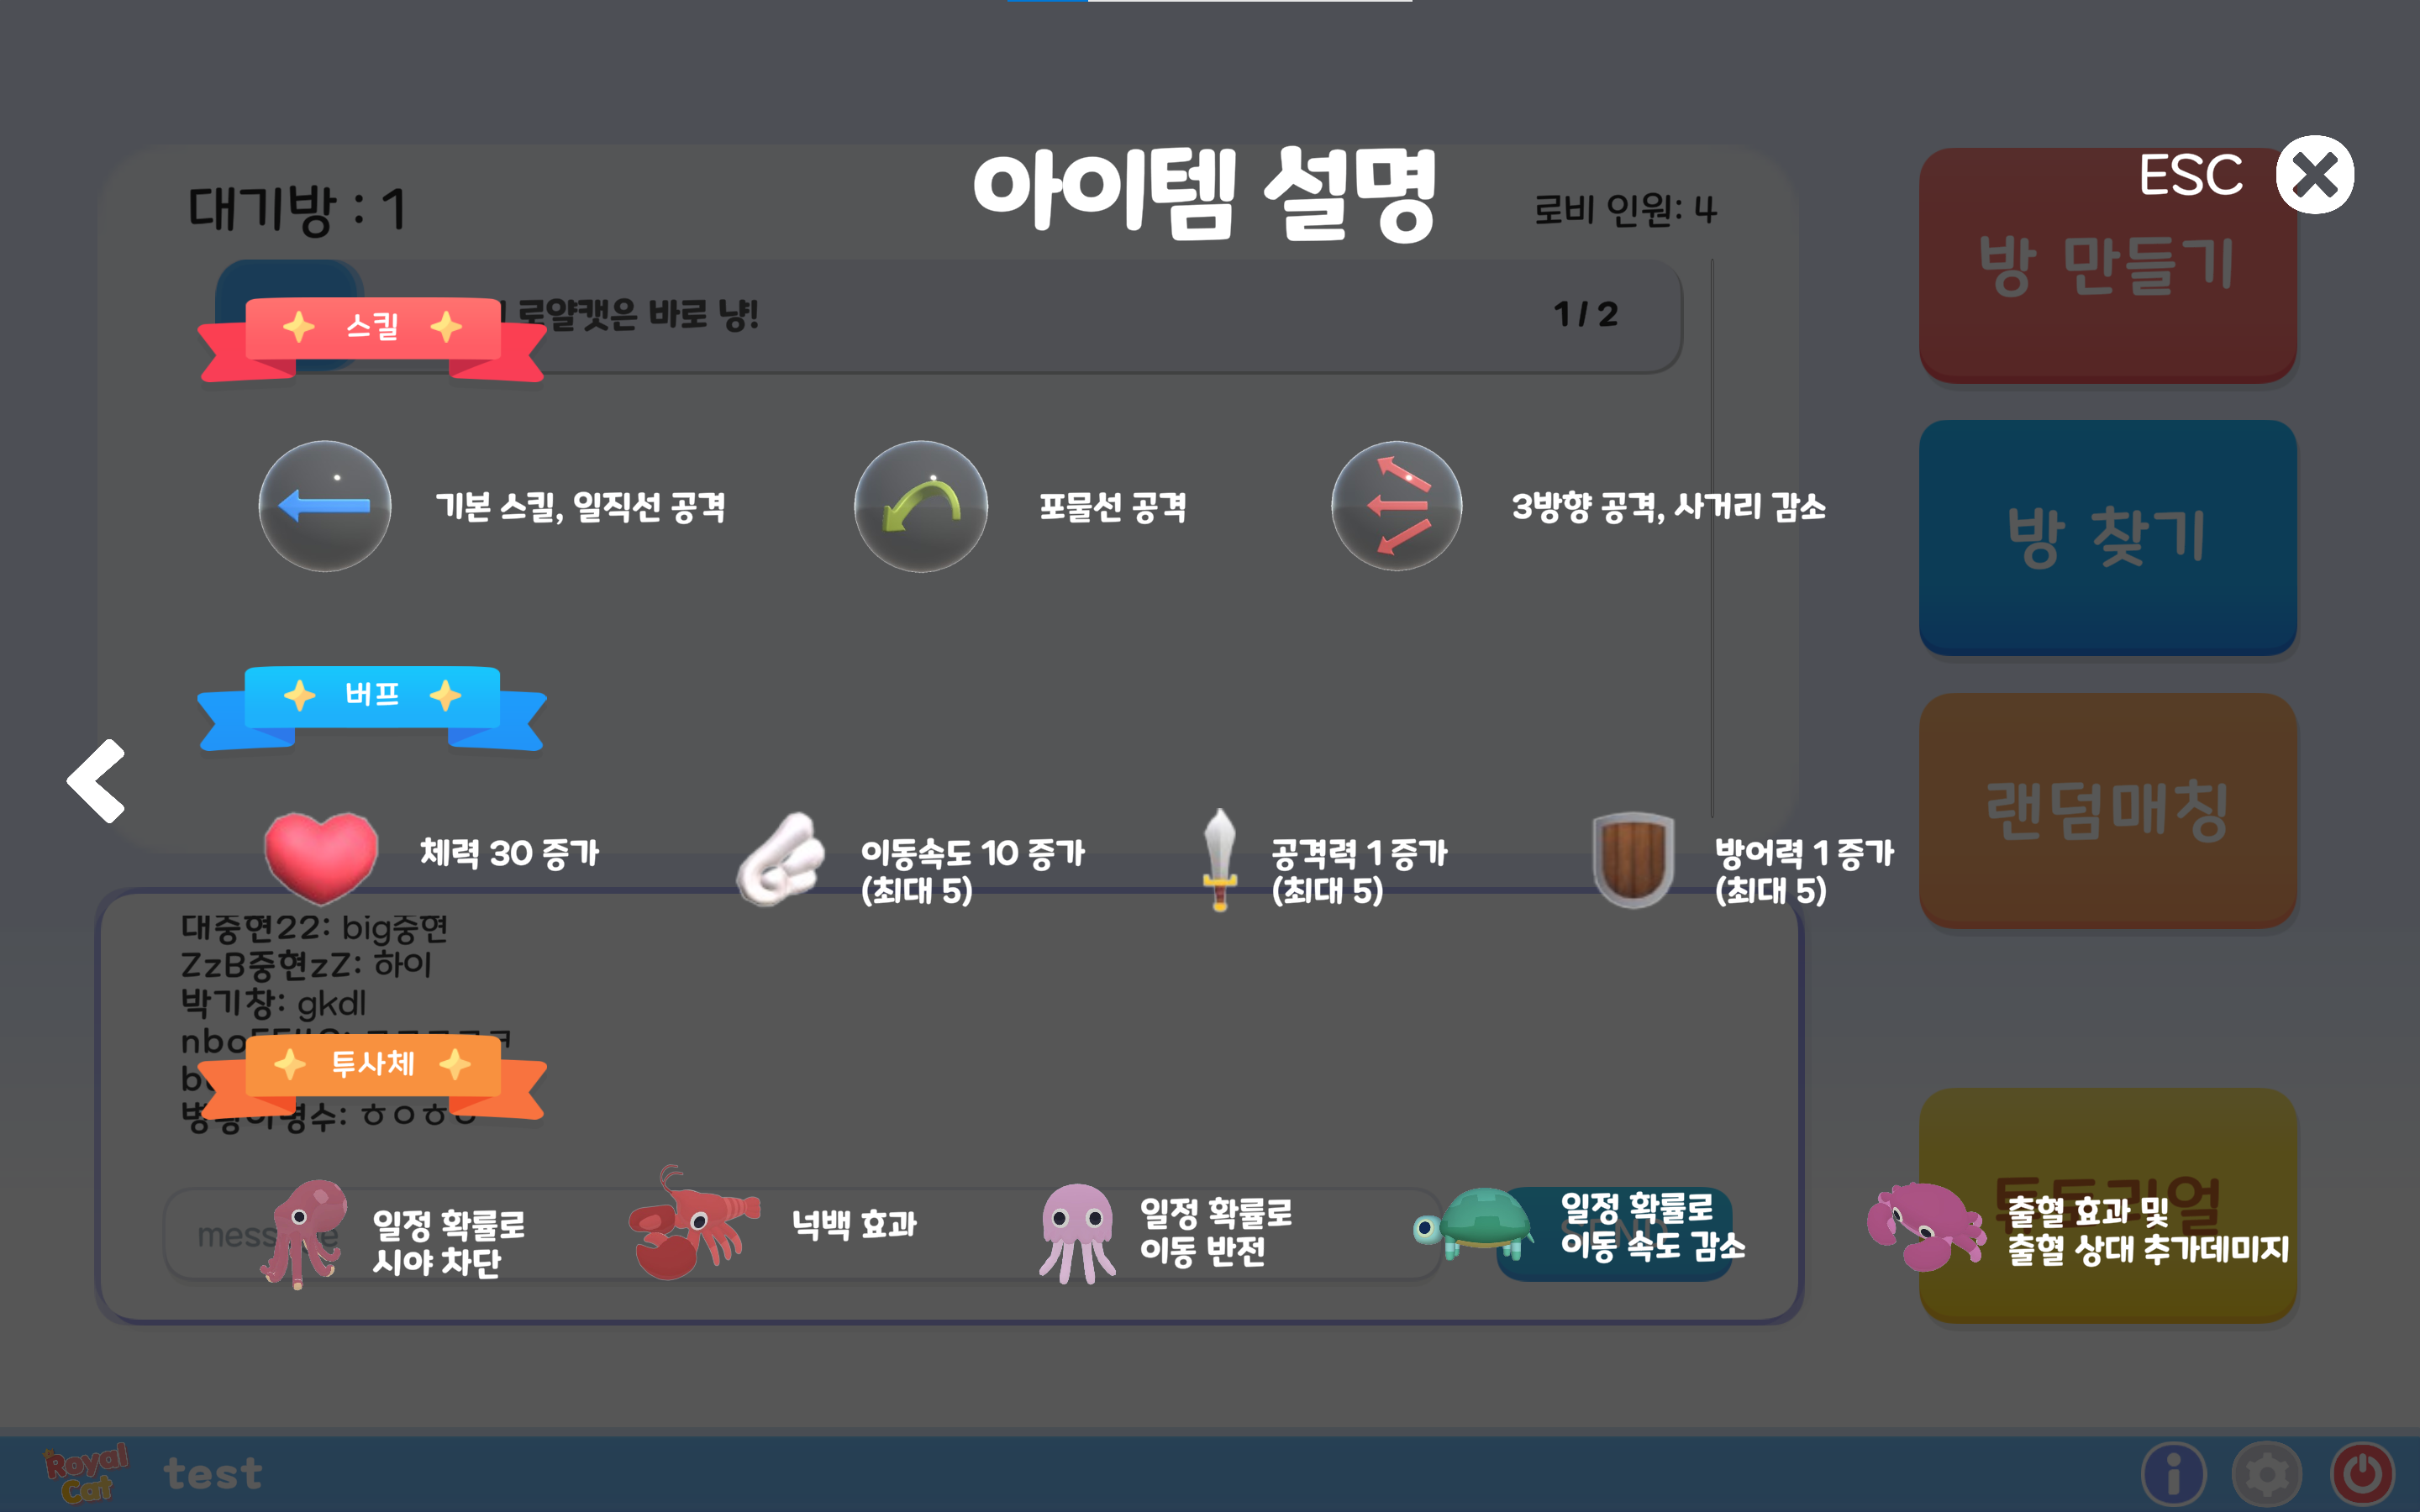 아이템 설명
ESC
대기방 : 1
로비 인원: 4
로얄캣은 바로 냥!
1 / 2
방 만들기
스킬
기본 스킬, 일직선 공격
포물선 공격
3방향 공격, 사거리 감소
방 찾기
버프
체력 30 증가
이동속도 10 증가
(최대 5)
공격력 1 증가
(최대 5)
방어력 1 증가
(최대 5)
랜덤매칭
대중현22: big중현
ZzB중현zZ: 하이
박기창: gkdl
투사체
일정 확률로
시야 차단
넉백 효과
일정 확률로
이동 반전
일정 확률로
이동 속도 감소
출혈 효과 및
출혈 상대 추가데미지
Royal
Cat
test